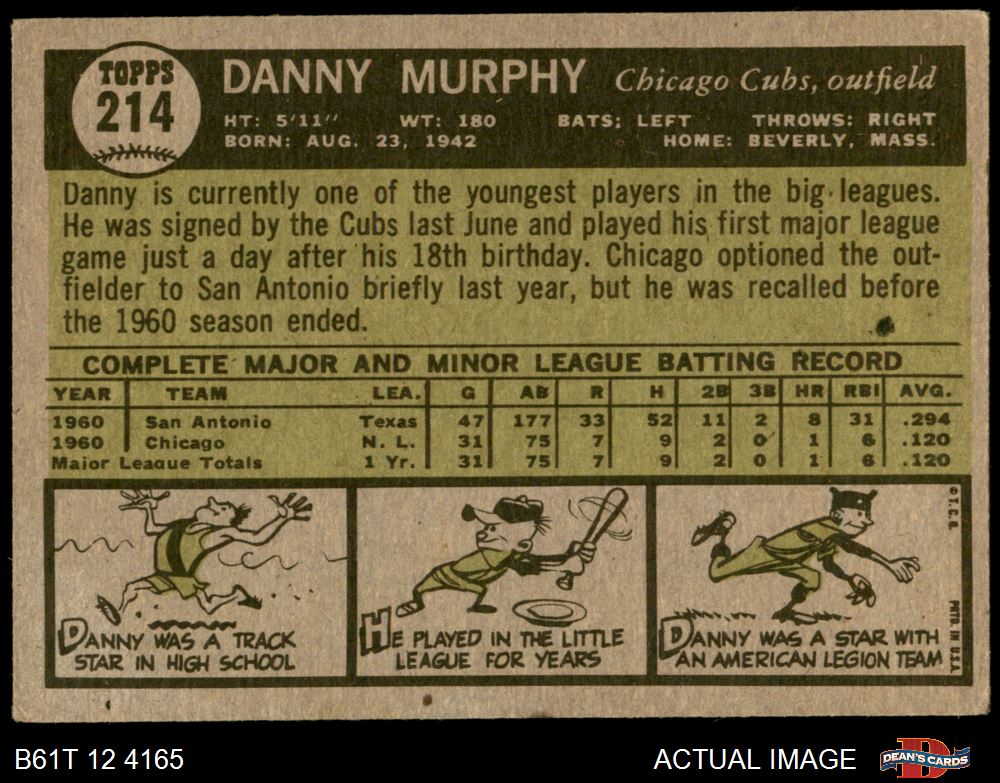 TOPPS
214
DANNY MURPHY Chicago Cubs, outfield
HT: 5'11" WT: 180 BATS: LEFT THROWS: RIGHT
BORN: AUG. 23, 1942 HOME: BEVERLY, MASS.
Danny is currently one of the youngest players in the big leagues.
He was signed by the Cubs last June and played his first major league
game just a day after his 18th birthday. Chicago optioned the out-
fielder to San Antonio briefly last year, but he was recalled before
the 1960 season ended.
COMPLETE MAJOR AND MINOR LEAGUE BATTING RECORD
YEAR TEAM LEA. G AB R H 2B 3B HR RBI AVG.
1960 San Antonio Texas 47 177 33 52 11 2 8 31 .294
1960 Chicago N. L. 31 75 7 9 2 0 1 6 .120
Major League Totals 1 Yr. 31 75 7 9 2 0 1 6 .120
DANNY WAS A TRACK
STAR IN HIGH SCHOOL
HE PLAYED IN THE LITTLE
LEAGUE FOR YEARS
DANNY WAS A STAR WITH
AN AMERICAN LEGION TEAM
© T.C.G.
PRTD. IN U.S.A.
B61T 12 4165
ACTUAL IMAGE
DEAN'S CARDS